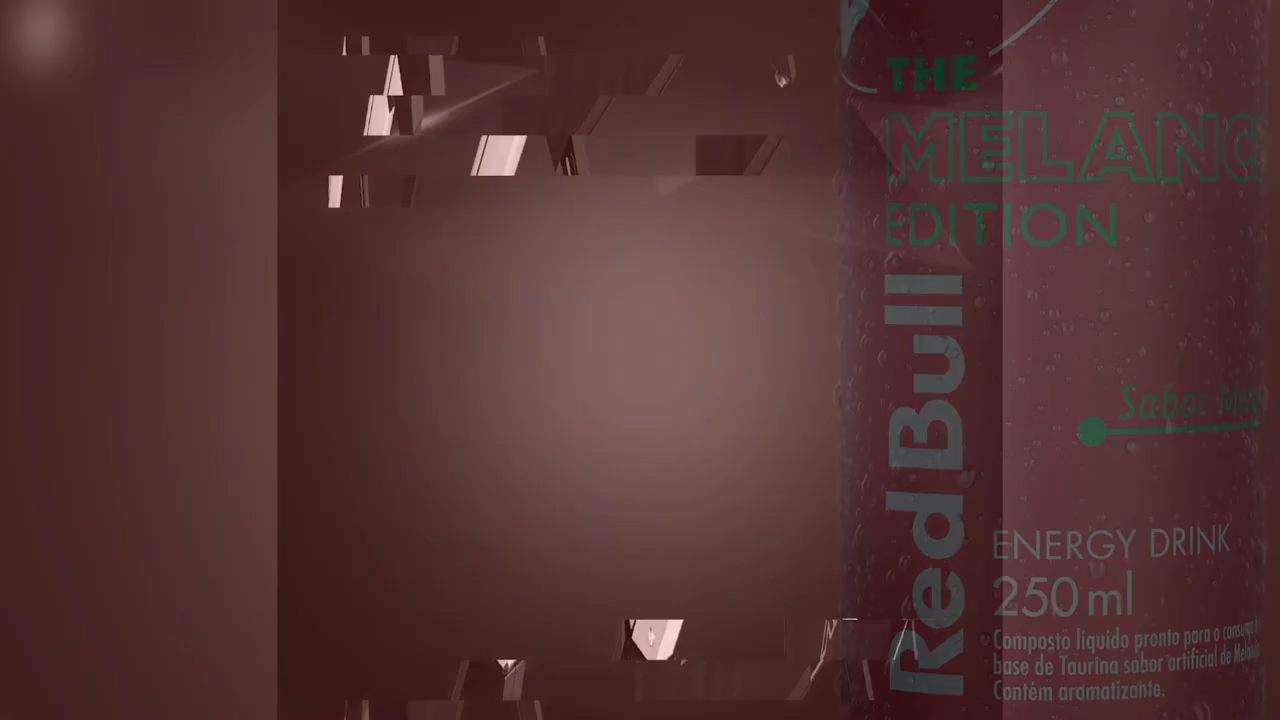 THE
EDITION
Red Bull
Sabor
ENERGY DRINK
250 ml
Composto líquido pronto para o
base de Taurina sabor artificial de
Contém aromatizante.